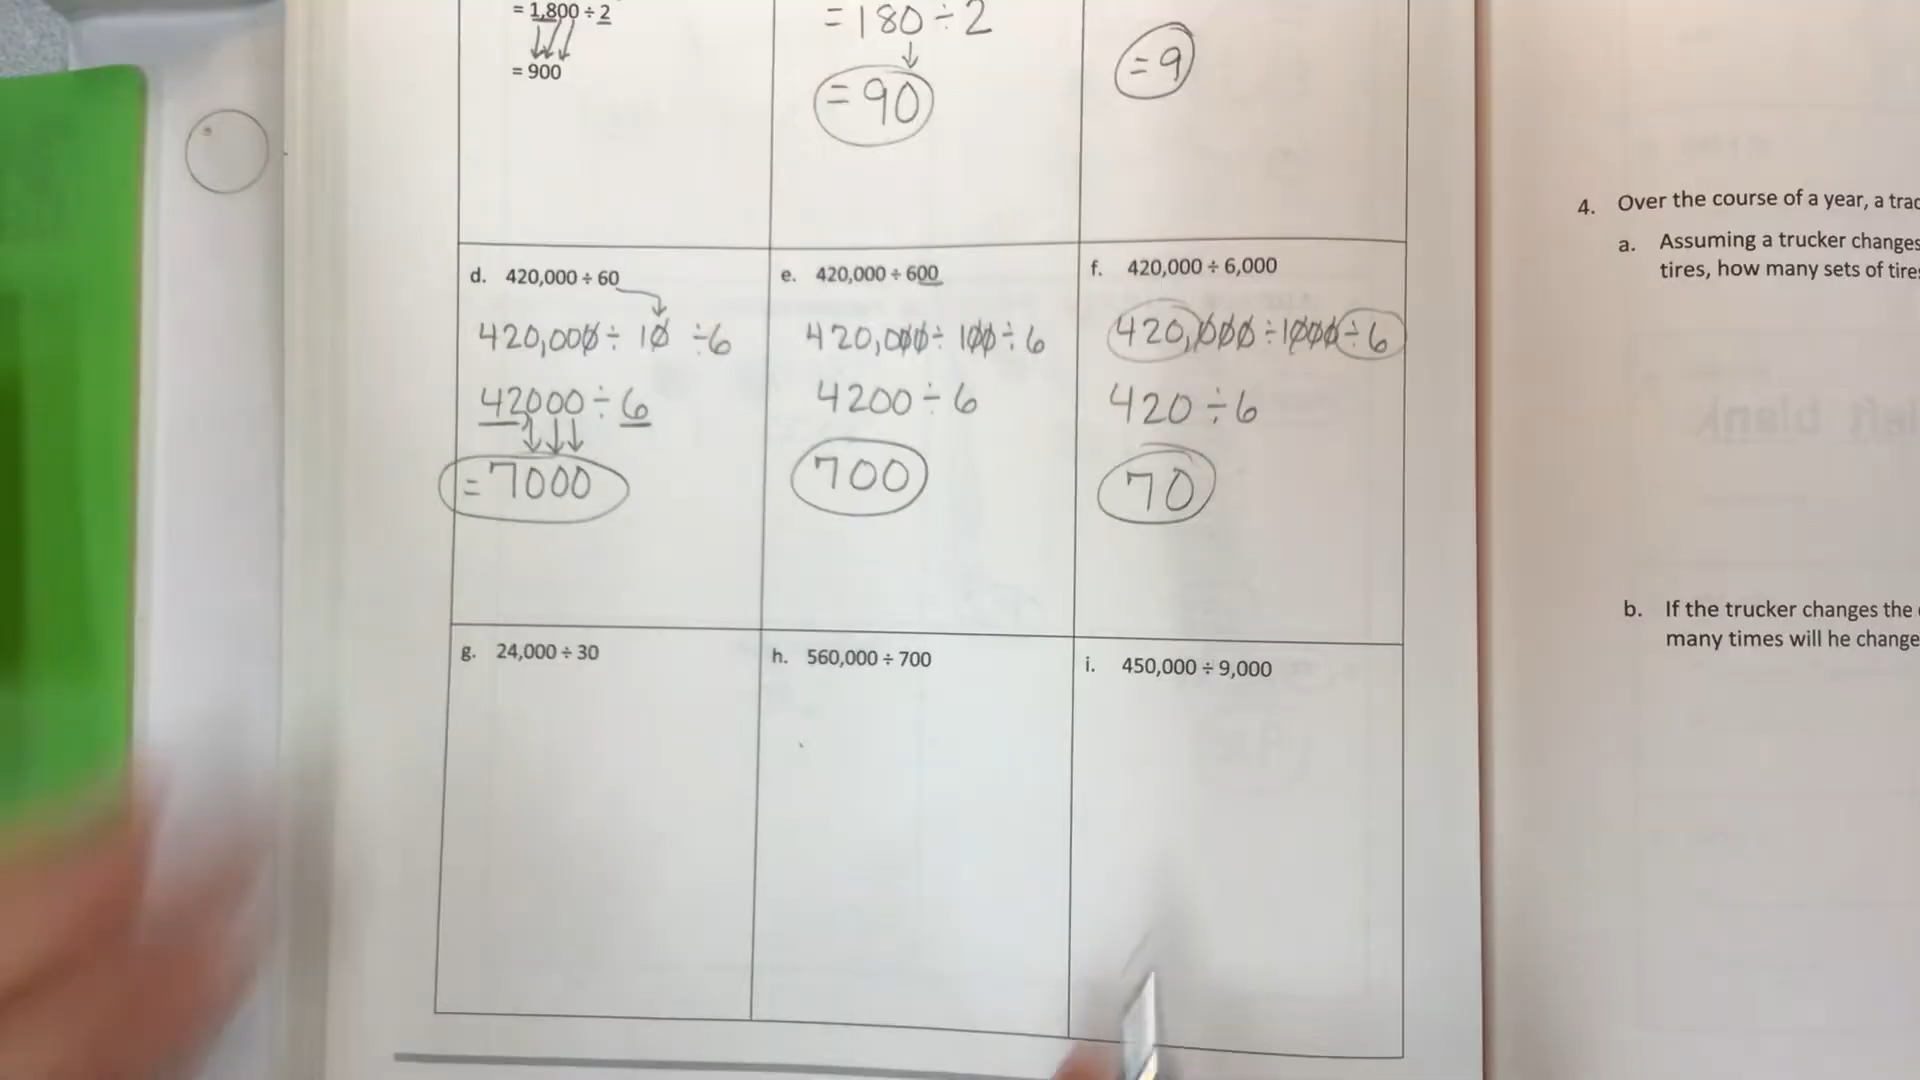 = 1,800 ÷ 2
= 900
= 180 ÷ 2
= 90
= 9
d. 420,000 ÷ 60
420,000 ÷ 10 ÷ 6
42000 ÷ 6
= 7000
e. 420,000 ÷ 600
420,000 ÷ 100 ÷ 6
4200 ÷ 6
700
f. 420,000 ÷ 6,000
420,000 ÷ 1000 ÷ 6
420 ÷ 6
70
g. 24,000 ÷ 30
h. 560,000 ÷ 700
i. 450,000 ÷ 9,000
4. Over the course of a year, a trac
a. Assuming a trucker changes
tires, how many sets of tire
b. If the trucker changes the
many times will he change